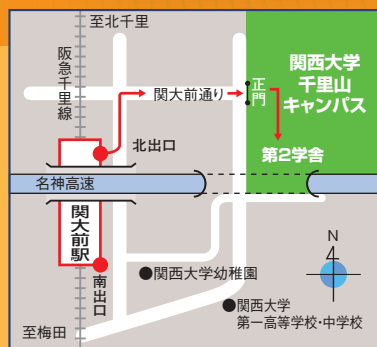 至北千里
阪急千里線
関西大学
千里山
キャンパス
関大前通り
正門
北出口
第2学舎
名神高速
関大前駅
N
関西大学幼稚園
南出口
関西大学
第一高等学校・中学校
至梅田